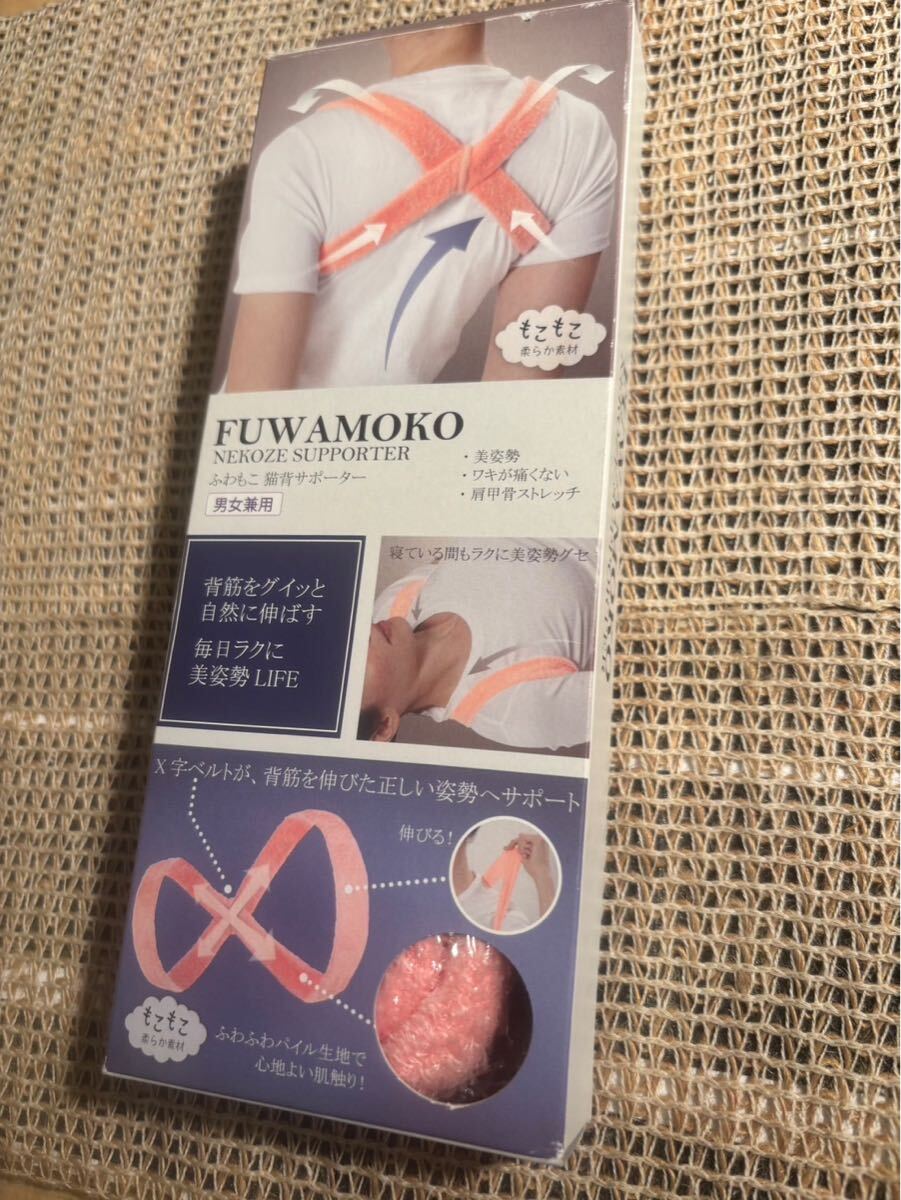 もこもこ
柔らか素材
FUWAMOKO
NEKOZE SUPPORTER
ふわもこ 猫背サポーター
男女兼用
・美姿勢
・ワキが痛くない
・肩甲骨ストレッチ
背筋をグイッと
自然に伸ばす
毎日ラクに
美姿勢 LIFE
寝ている間もラクに美姿勢グセ
X字ベルトが、背筋を伸びた正しい姿勢へサポート
伸びる!
もこもこ
柔らか素材
ふわふわパイル生地で
心地よい肌触り!